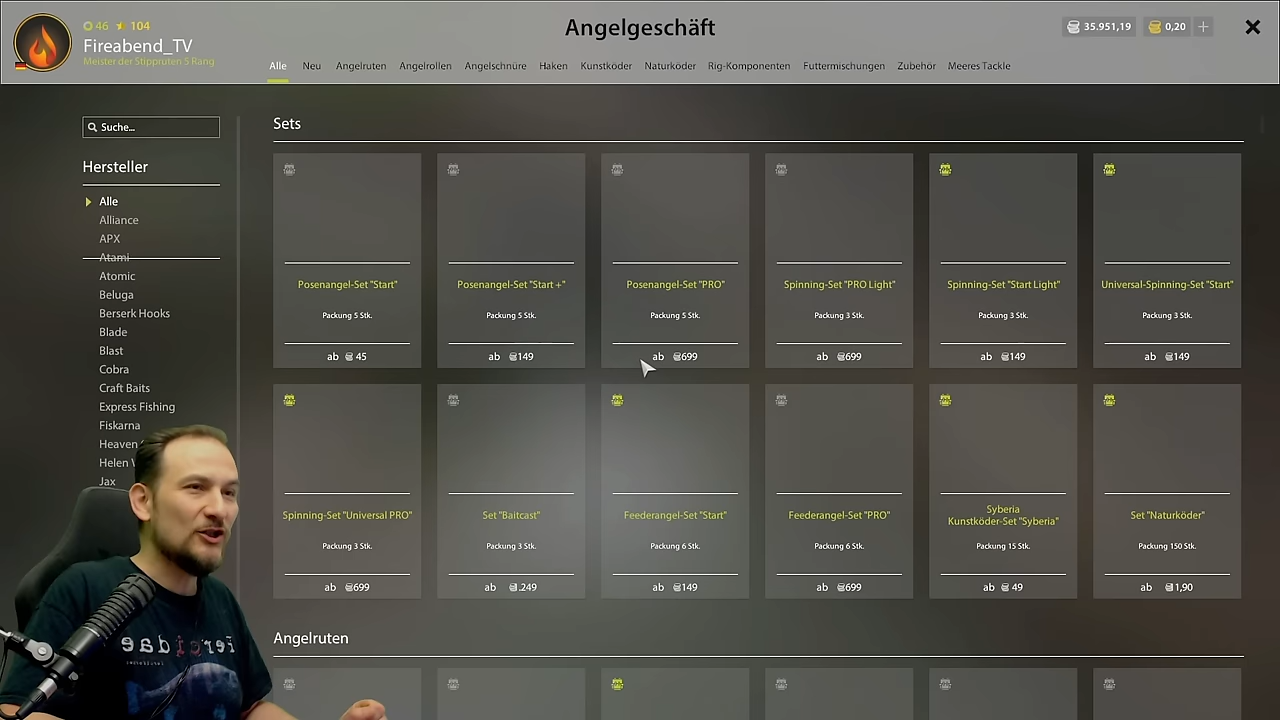 46 104
Fireabend_TV
Meister der Stippruten 5 Rang
Angelgeschäft
35.951,19
0,20 +
Alle Neu Angelruten Angelrollen Angelschnüre Haken Kunstköder Naturköder Rig-Komponenten Futtermischungen Zubehör Meeres Tackle
Suche...
Hersteller
Alle
Alliance
APX
Atami
Atomic
Beluga
Berserk Hooks
Blade
Blast
Cobra
Craft Baits
Express Fishing
Fiskarna
Heaven
Helen
Jax
Sets
Posenangel-Set "Start"
Packung 5 Stk.
ab 45
Posenangel-Set "Start +"
Packung 5 Stk.
ab 149
Posenangel-Set "PRO"
Packung 5 Stk.
ab 699
Spinning-Set "PRO Light"
Packung 3 Stk.
ab 699
Spinning-Set "Start Light"
Packung 3 Stk.
ab 149
Universal-Spinning-Set "Start"
Packung 3 Stk.
ab 149
Spinning-Set "Universal PRO"
Packung 3 Stk.
ab 699
Set "Baitcast"
Packung 3 Stk.
ab .249
Feederangel-Set "Start"
Packung 6 Stk.
ab 149
Feederangel-Set "PRO"
Packung 6 Stk.
ab 699
Syberia
Kunstköder-Set "Syberia"
Packung 15 Stk.
ab 49
Set "Naturköder"
Packung 150 Stk.
ab 1,90
Angelruten